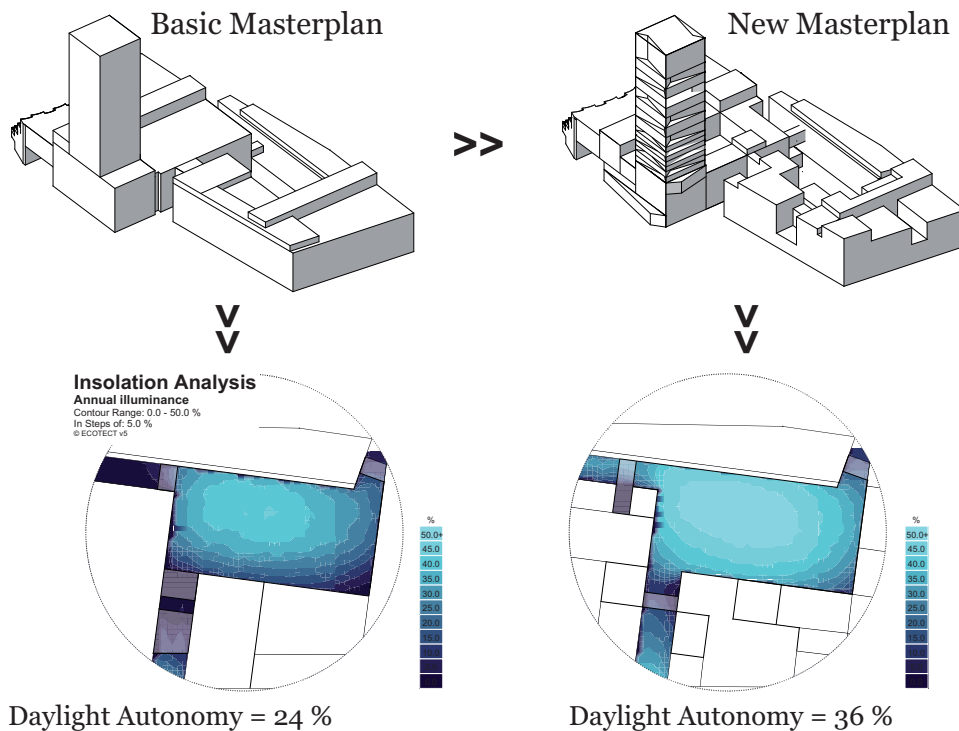 Basic Masterplan
New Masterplan
>>
Insolation Analysis
Annual illuminance
Contour Range: 0.0 - 50.0 %
In Steps of: 5.0 %
© ECOTECT v5
%
50.0+
45.0
40.0
35.0
30.0
25.0
20.0
15.0
10.0
%
50.0+
45.0
40.0
35.0
30.0
25.0
20.0
15.0
10.0
Daylight Autonomy = 24 %
Daylight Autonomy = 36 %